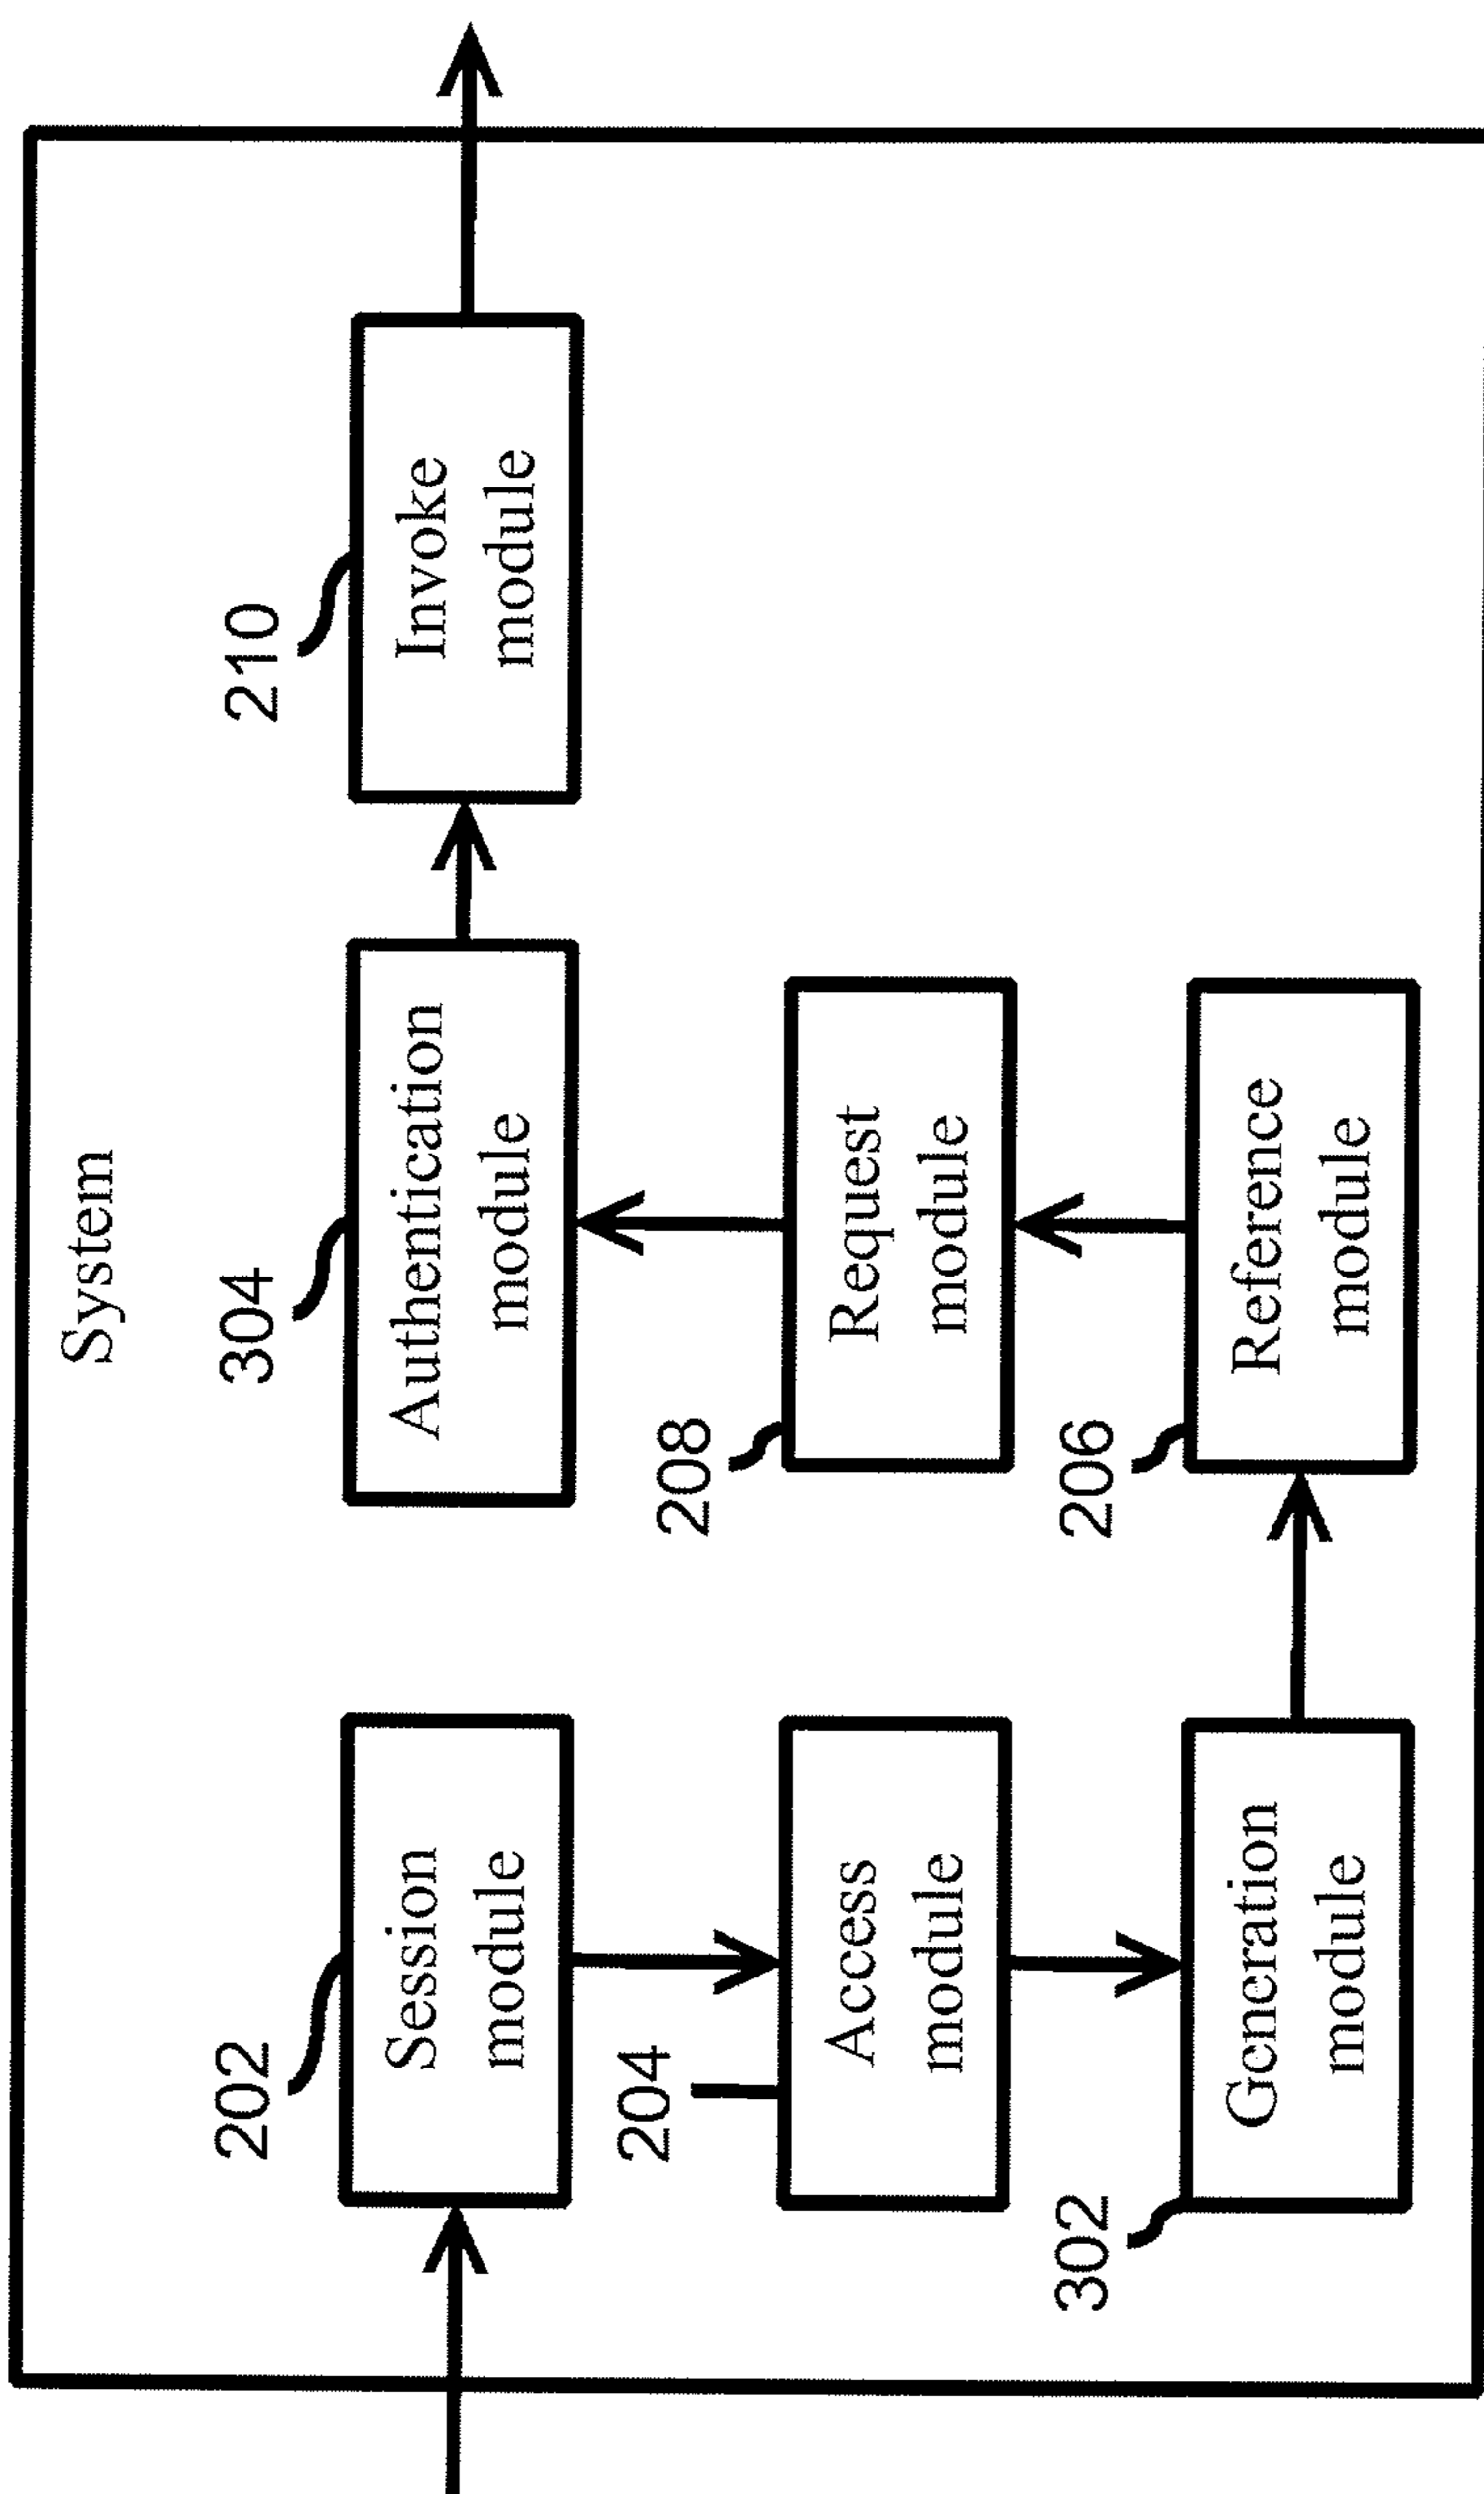 System
202
Session
module
304
Authentication
module
210
Invoke
module
204
Access
module
208
Request
module
302
Generation
module
206
Reference
module